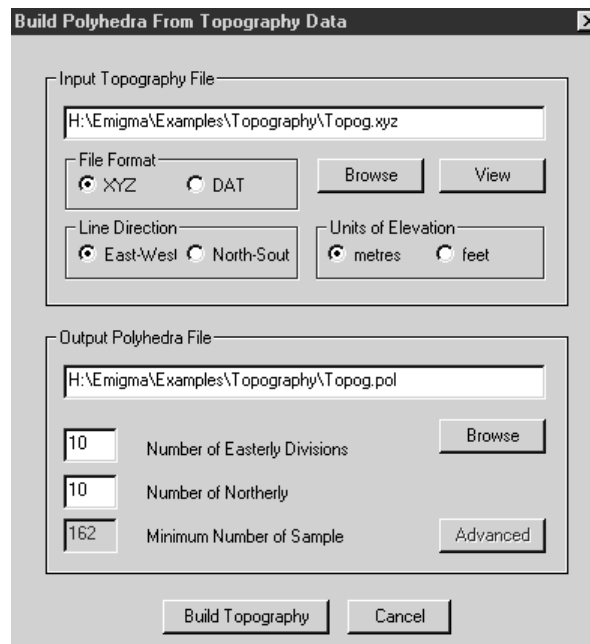 Build Polyhedra From Topography Data
Input Topography File
H:\Emigma\Examples\Topography\Topog.xyz
File Format
XYZ DAT Browse View
Line Direction Units of Elevation
East-West North-Sout metres feet
Output Polyhedra File
H:\Emigma\Examples\Topography\Topog.pol
10 Number of Easterly Divisions Browse
10 Number of Northerly
162 Minimum Number of Sample Advanced
Build Topography Cancel